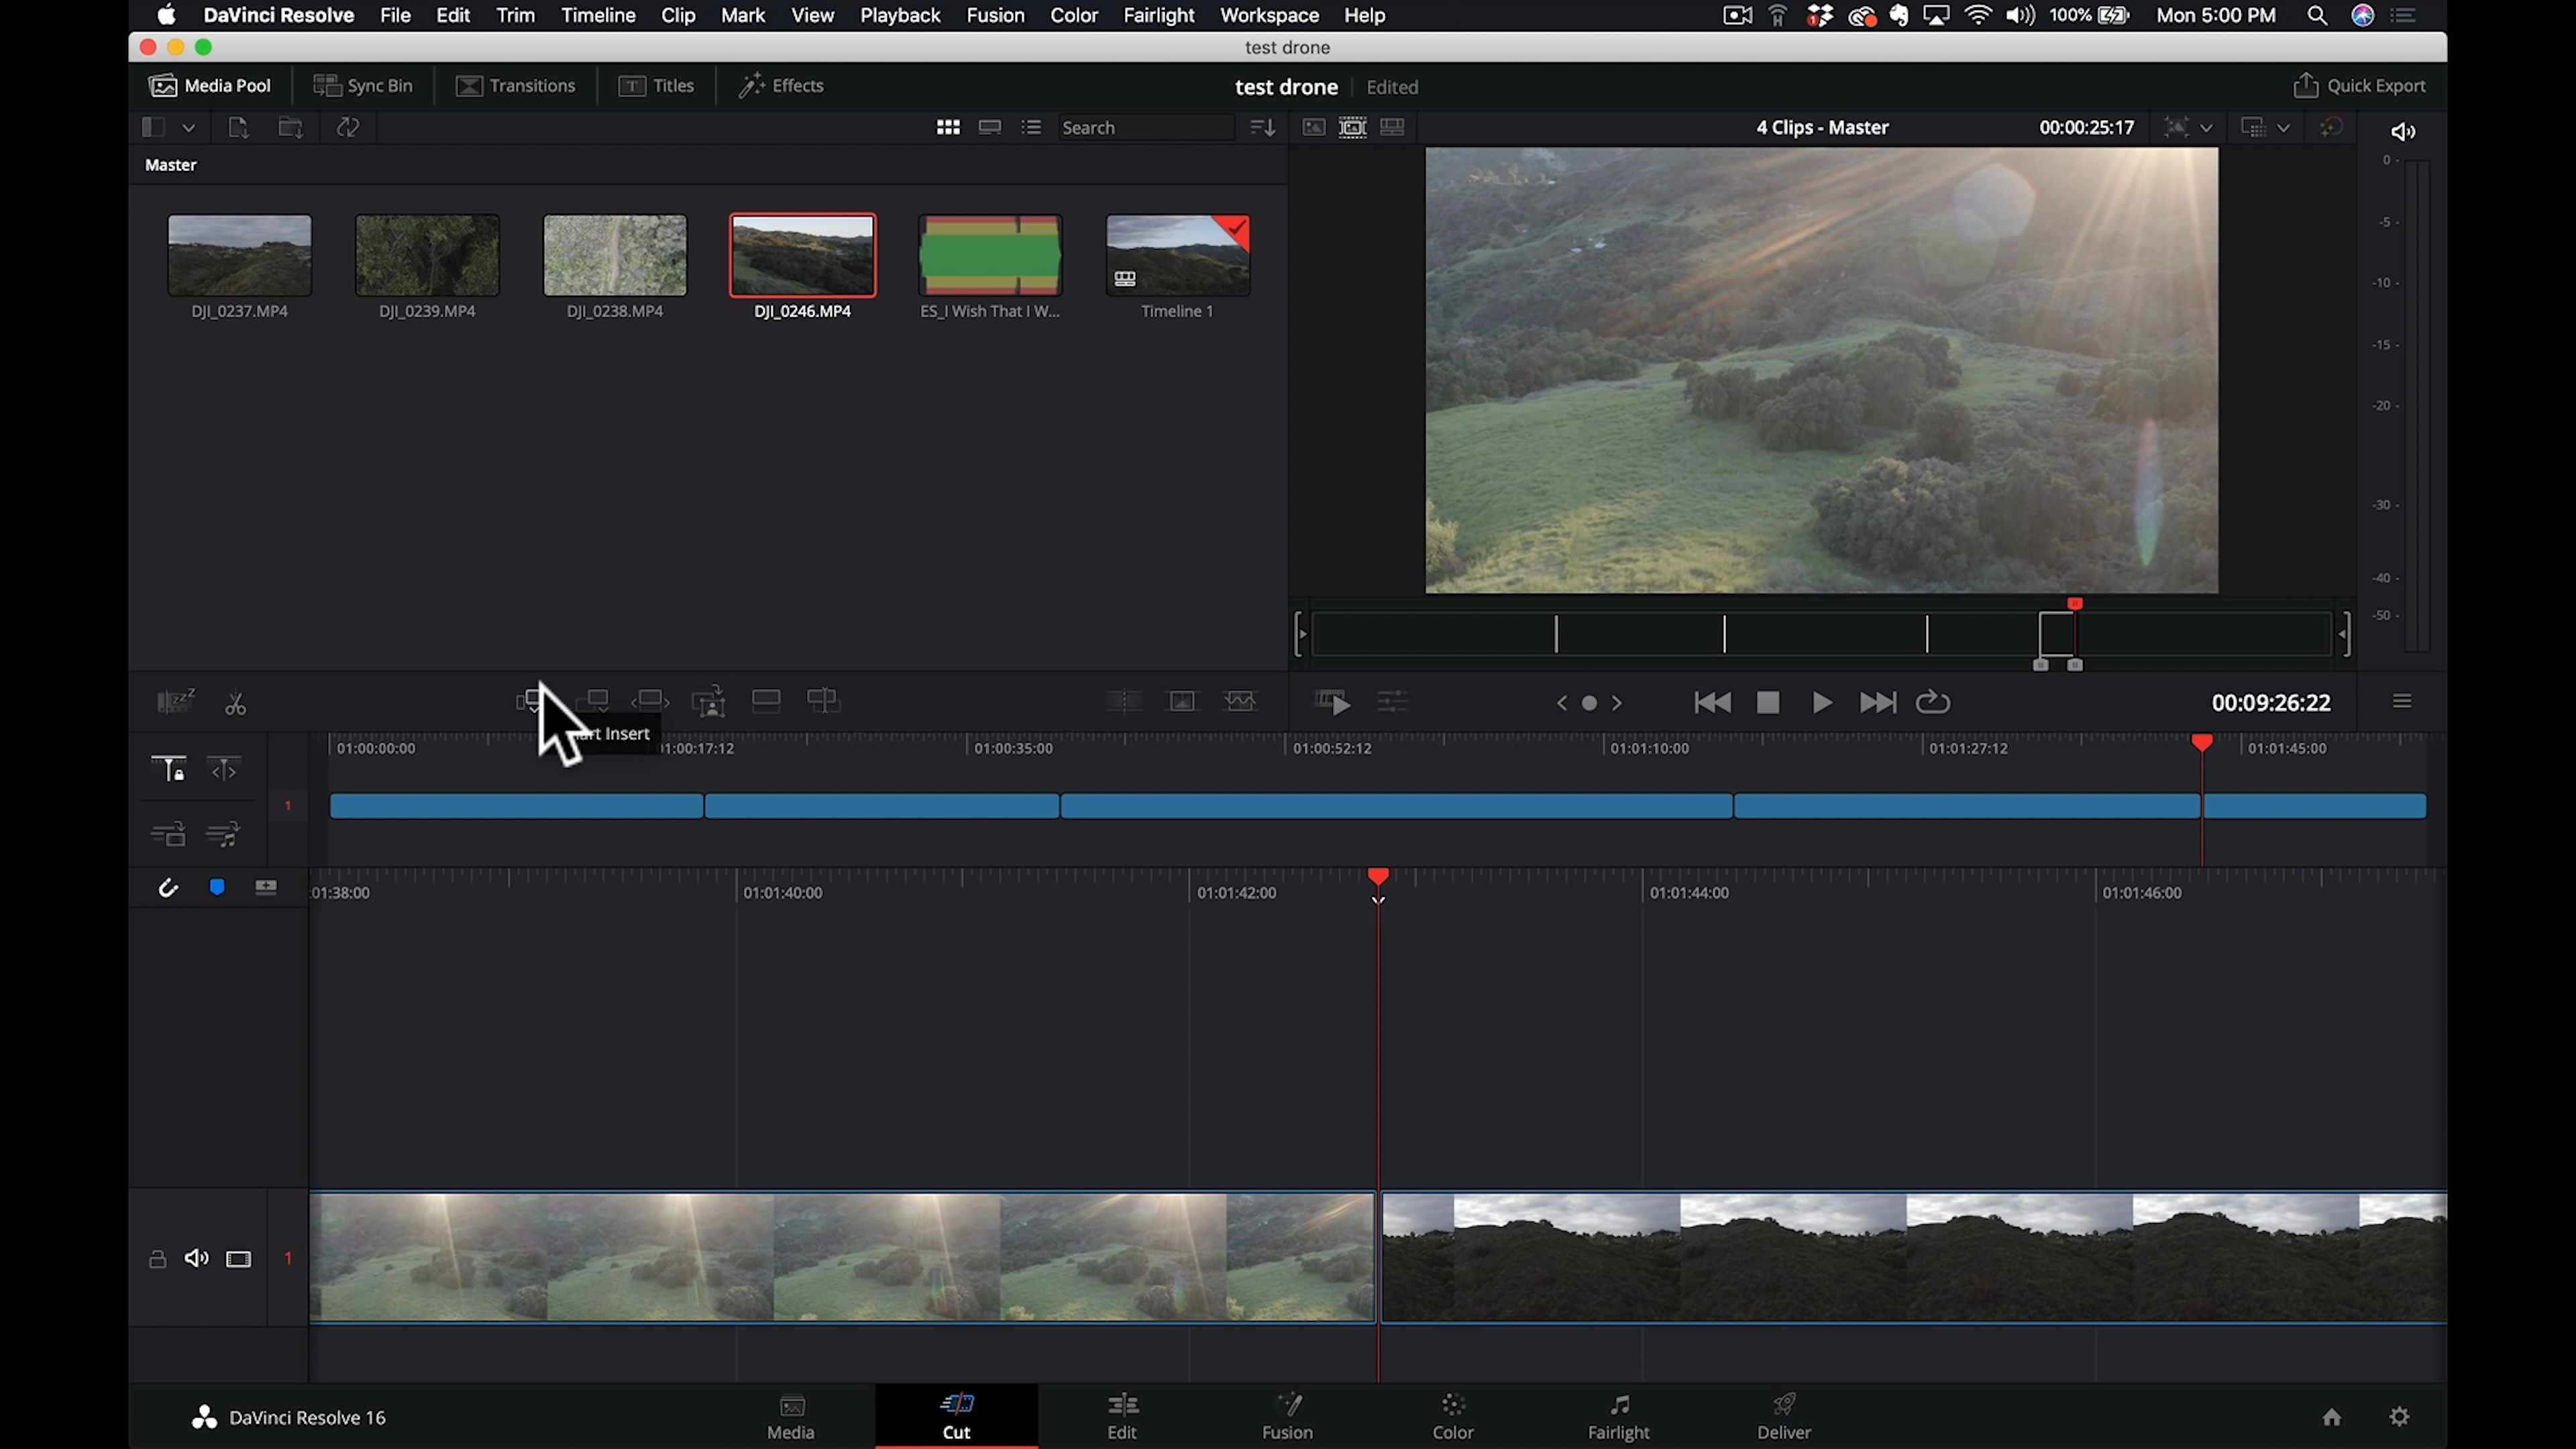 DaVinci Resolve File Edit Trim Timeline Clip Mark View Playback Fusion Color Fairlight Workspace Help 1 100% Mon 5:00 PM
test drone
Media Pool Sync Bin Transitions Titles Effects test drone Edited Quick Export
Search 4 Clips - Master 00:00:25:17
Master
DJI_0237.MP4 DJI_0239.MP4 DJI_0238.MP4 DJI_0246.MP4 ES_I Wish That I W... Timeline 1
0
-5
-10
-15
-20
-30
-40
-50
00:09:26:22
Insert
01:00:00:00 01:00:35:00 01:00:52:12 01:01:10:00 01:01:27:12 01:01:45:00
1
:01:38:00 01:01:40:00 01:01:42:00 01:01:44:00 01:01:46:00
1
DaVinci Resolve 16
Media Cut Edit Fusion Color Fairlight Deliver